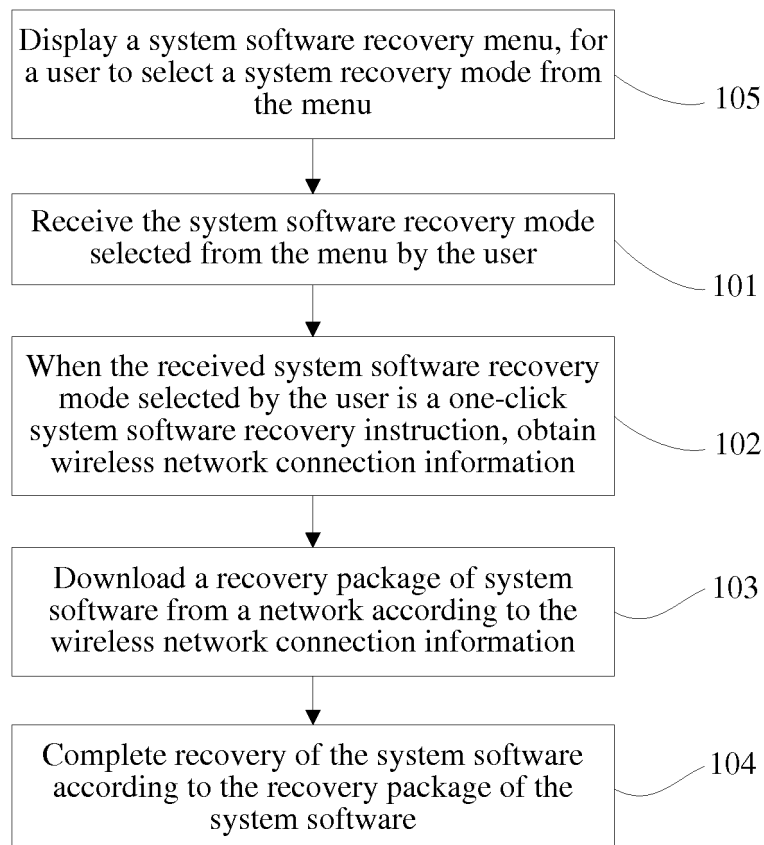 Display a system software recovery menu, for
a user to select a system recovery mode from
the menu
105
Receive the system software recovery mode
selected from the menu by the user
101
When the received system software recovery
mode selected by the user is a one-click
system software recovery instruction, obtain
wireless network connection information
102
Download a recovery package of system
software from a network according to the
wireless network connection information
103
Complete recovery of the system software
according to the recovery package of the
system software
104